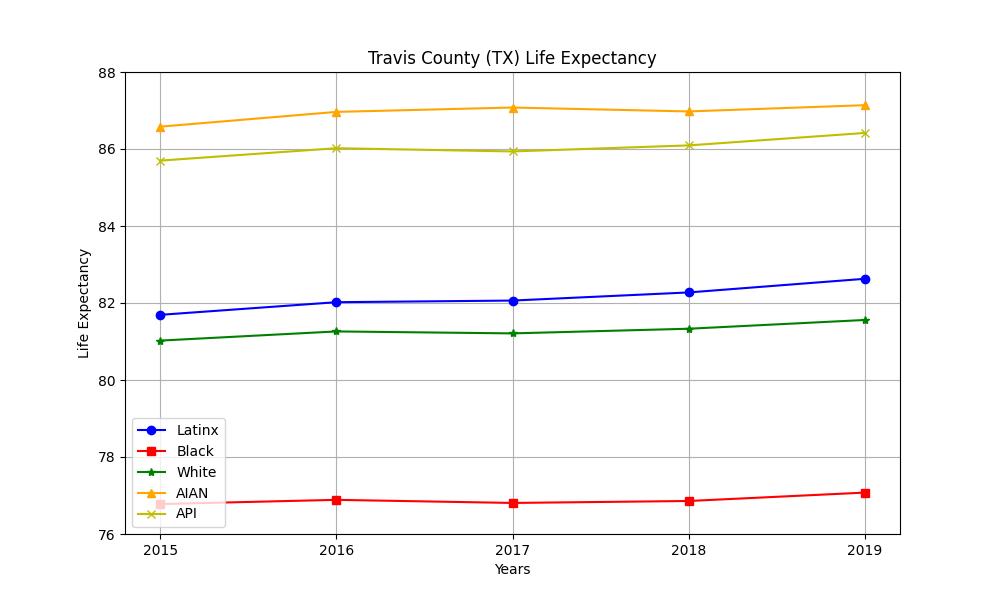 Travis County (TX) Life Expectancy
88
86
84
82
80
78
76
Life Expectancy
Latinx
Black
White
AIAN
API
2015 2016 2017 2018 2019
Years